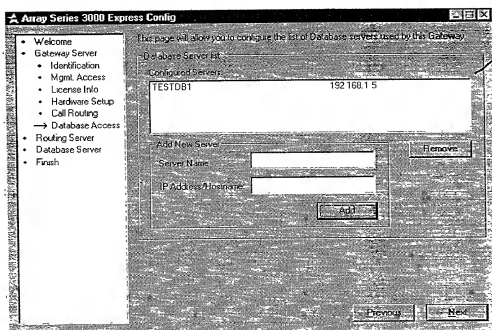 Array Series 3000 Express Config
Welcome
Gateway Server
Identification
Mgmt. Access
License Info
Hardware Setup
Call Routing
Database Access
Routing Server
Database Server
Finish
This page will allow you to configure the list of Database servers used by this Gateway
Database Server list
Configured Servers:
TESTDB1 192.168.1.5
Add New Server
Server Name
IP Address/Hostname
Add
Remove
Previous
Next